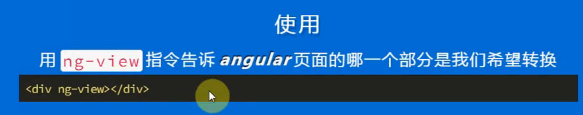 使用
用 ng-view 指令告诉 angular 页面的哪一个部分是我们希望转换
<div ng-view></div>